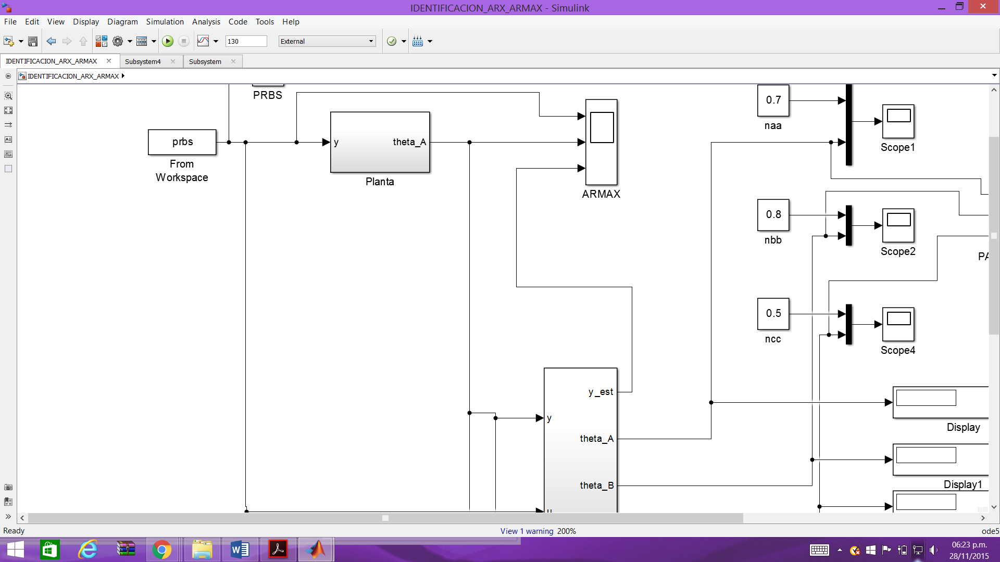 IDENTIFICACION_ARX_ARMAX - Simulink
File Edit View Display Diagram Simulation Analysis Code Tools Help
130 External
IDENTIFICACION_ARX_ARMAX Subsystem4 Subsystem
IDENTIFICACION_ARX_ARMAX
PRBS
0.7
naa
Scope1
prbs
From
Workspace
y theta_A
Planta
ARMAX
0.8
nbb
Scope2
PA
0.5
ncc
Scope4
y_est
y
theta_A
theta_B
u
Display
Display1
Ready View 1 warning 200% ode5
06:23 p.m.
28/11/2015